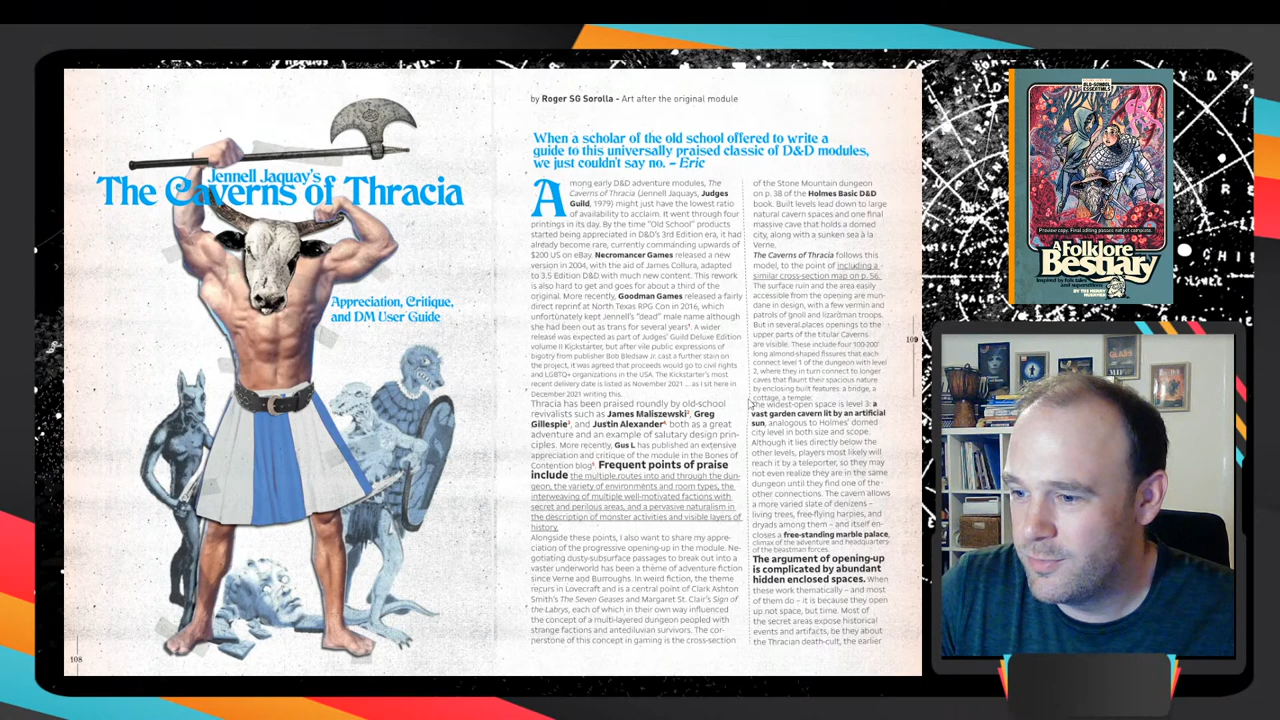 Jennell Jaquay's
The Caverns of Thracia
Appreciation, Critique,
and DM User Guide
108
by Roger SG Sorolla - Art after the original module
When a scholar of the old school offered to write a
guide to this universally praised classic of D&D modules,
we just couldn't say no. – Eric
Among early D&D adventure modules, The
Caverns of Thracia (Jennell Jaquay, Judges
Guild, 1979) might just have the lowest ratio
of availability to acclaim. It went through four
printings in its day. By the time "Old School" products
started being appreciated in D&D's 3rd Edition era, it had
already become rare, currently commanding upwards of
$200 US on eBay. Necromancer Games released a new
version in 2004, with the aid of James Collura, adapted
to 3.5 Edition D&D with much new content. This rework
is also hard to get and goes for about a third of the
original. More recently, Goodman Games released a fairly
direct reprint at North Texas RPG Con in 2016, which
unfortunately kept Jennell's "dead" male name although
she had been out as trans for several years¹. A wider
release was expected as part of Judges' Guild Deluxe Edition
volume II Kickstarter, but after vile public expressions of
bigotry from publisher Bob Bledsaw Jr. cast a further stain on
the project, it was agreed that proceeds would go to civil rights
and LGBTQ+ organizations in the USA. The Kickstarter's most
recent delivery date is listed as November 2021 ... as I sit here in
December 2021 writing this.
Thracia has been praised roundly by old-school
revivalists such as James Maliszewski², Greg
Gillespie³, and Justin Alexander⁴ both as a great
adventure and an example of salutary design prin-
ciples. More recently, Gus L has published an extensive
appreciation and critique of the module in the Bones of
Contention blog⁵. Frequent points of praise
include the multiple routes into and through the dun-
geon, the variety of environments and room types, the
interweaving of multiple well-motivated factions with
secret and perilous areas, and a pervasive naturalism in
the description of monster activities and visible layers of
history.
Alongside these points, I also want to share my appre-
ciation of the progressive opening-up in the module. Ne-
gotiating dusty-subsurface passages to break out into a
vaster underworld has been a theme of adventure fiction
since Verne and Burroughs. In weird fiction, the theme
recurs in Lovecraft and is a central point of Clark Ashton
Smith's The Seven Geases and Margaret St. Clair's Sign of
the Labrys, each of which in their own way influenced
the concept of a multi-layered dungeon peopled with
strange factions and antediluvian survivors. The cor-
nerstone of this concept in gaming is the cross-section
of the Stone Mountain dungeon
on p. 38 of the Holmes Basic D&D
book. Built levels lead down to large
natural cavern spaces and one final
massive cave that holds a domed
city, along with a sunken sea à la
Verne.
The Caverns of Thracia follows this
model, to the point of including a
similar cross-section map on p. 56.
The surface ruin and the area easily
accessible from the opening are mun-
dane in design, with a few vermin and
patrols of gnoll and lizardman troops.
But in several places openings to the
upper parts of the titular Caverns
are visible. These include four 100-200'
long almond-shaped fissures that each
connect level 1 of the dungeon with level
2, where they in turn connect to longer
caves that flaunt their spacious nature
by enclosing built features: a bridge, a
cottage, a temple.
The widest-open space is level 3: a
vast garden cavern lit by an artificial
sun, analogous to Holmes' domed
city level in both size and scope.
Although it lies directly below the
other levels, players most likely will
reach it by a teleporter, so they may
not even realize they are in the same
dungeon until they find one of the
other connections. The cavern allows
a more varied slate of denizens –
living trees, free-flying harpies, and
dryads among them – and itself en-
closes a free-standing marble palace,
climax of the adventure and headquarters
of the beastman forces.
The argument of opening-up
is complicated by abundant
hidden enclosed spaces. When
these work thematically – and most
of them do – it is because they open
up not space, but time. Most of
the secret areas expose historical
events and artifacts, be they about
the Thracian death-cult, the earlier
109
OLD-SCHOOL
ESSENTIALS
Preview copy. Final editing passes not yet complete.
A Folklore
Bestiary
Inspired by folk tales
and superstitions
BY THE MERRY
MUSHMEN